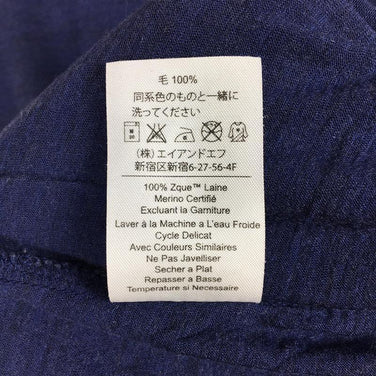 毛 100%
同系色のものと一緒に
洗ってください
(株) エイアンドエフ
新宿区新宿6-27-56-4F
100% Zque™ Laine
Merino Certifié
Excluant la Garniture
Laver à la Machine a L'eau Froide
Cycle Delicat
Avec Couleurs Similaires
Ne Pas Javelliser
Secher a Plat
Repasser a Basse
Temperature si Necessaire